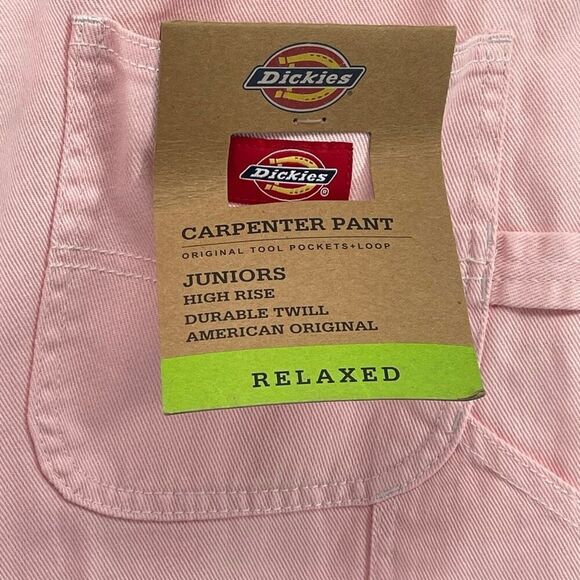 Dickies
Dickies
CARPENTER PANT
ORIGINAL TOOL POCKETS+LOOP
JUNIORS
HIGH RISE
DURABLE TWILL
AMERICAN ORIGINAL
RELAXED